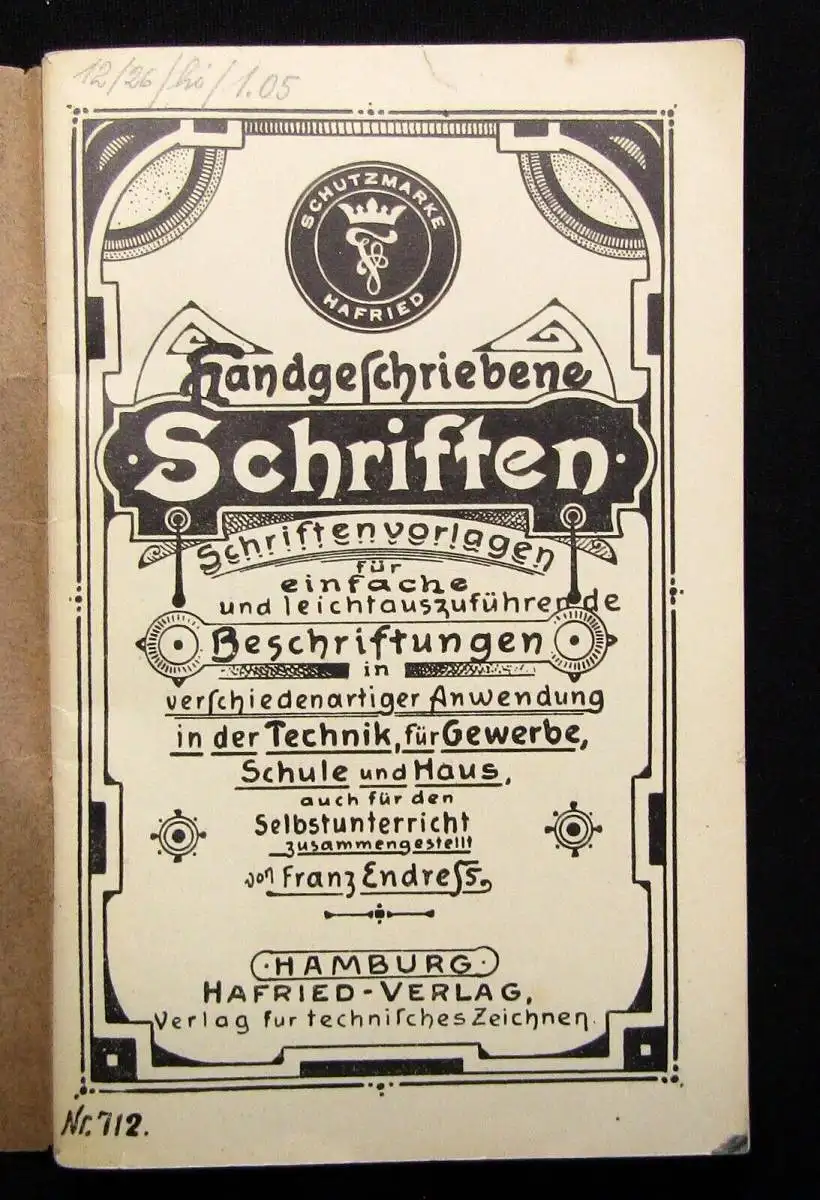 12/26/hi/1.05
SCHUTZMARKE
HAFRIED
Handgeſchriebene
Schriften
Schriftenvorlagen
für
einfache
und leichtauszuführende
Beschriftungen
in
verſchiedenartiger Anwendung
in der Technik, für Gewerbe,
Schule und Haus,
auch für den
Selbstunterricht
zusammengestellt
von Franz Endreſs.
·HAMBURG·
HAFRIED-VERLAG,
Verlag fur techniſches Zeichnen.
Nr. 712.